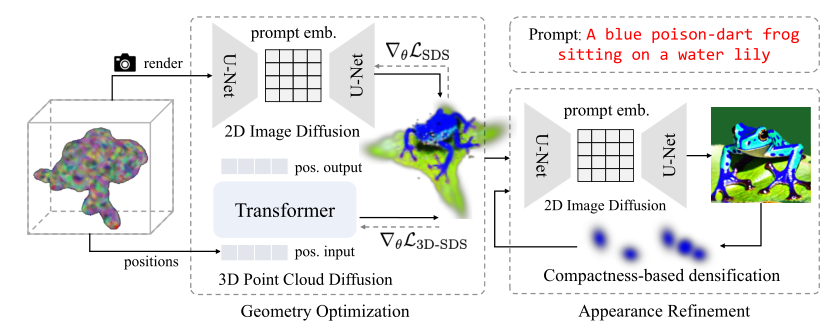 Prompt: A blue poison-dart frog
sitting on a water lily
render
U-Net
prompt emb.
U-Net
∇θℒSDS
2D Image Diffusion
pos. output
Transformer
∇θℒ3D-SDS
positions
pos. input
3D Point Cloud Diffusion
Geometry Optimization
U-Net
prompt emb.
U-Net
2D Image Diffusion
Compactness-based densification
Appearance Refinement